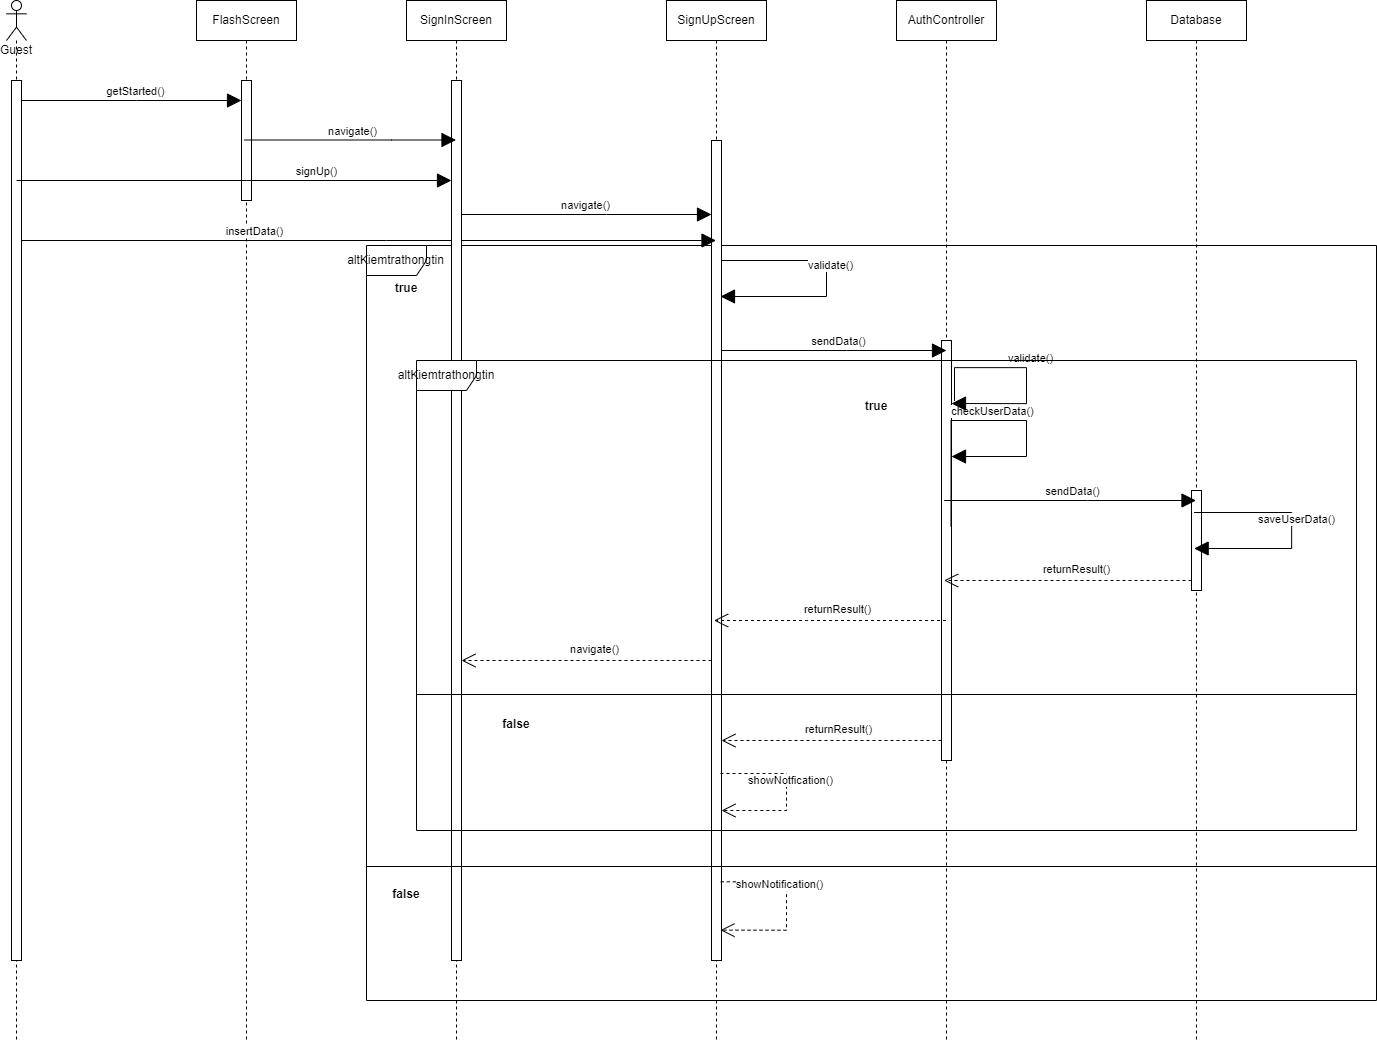 Guest
FlashScreen
SignInScreen
SignUpScreen
AuthController
Database
getStarted()
navigate()
signUp()
navigate()
insertData()
altKiemtrathongtin
validate()
true
sendData()
validate()
altKiemtrathongtin
true
checkUserData()
sendData()
saveUserData()
returnResult()
returnResult()
navigate()
false
returnResult()
showNotfication()
false
showNotification()